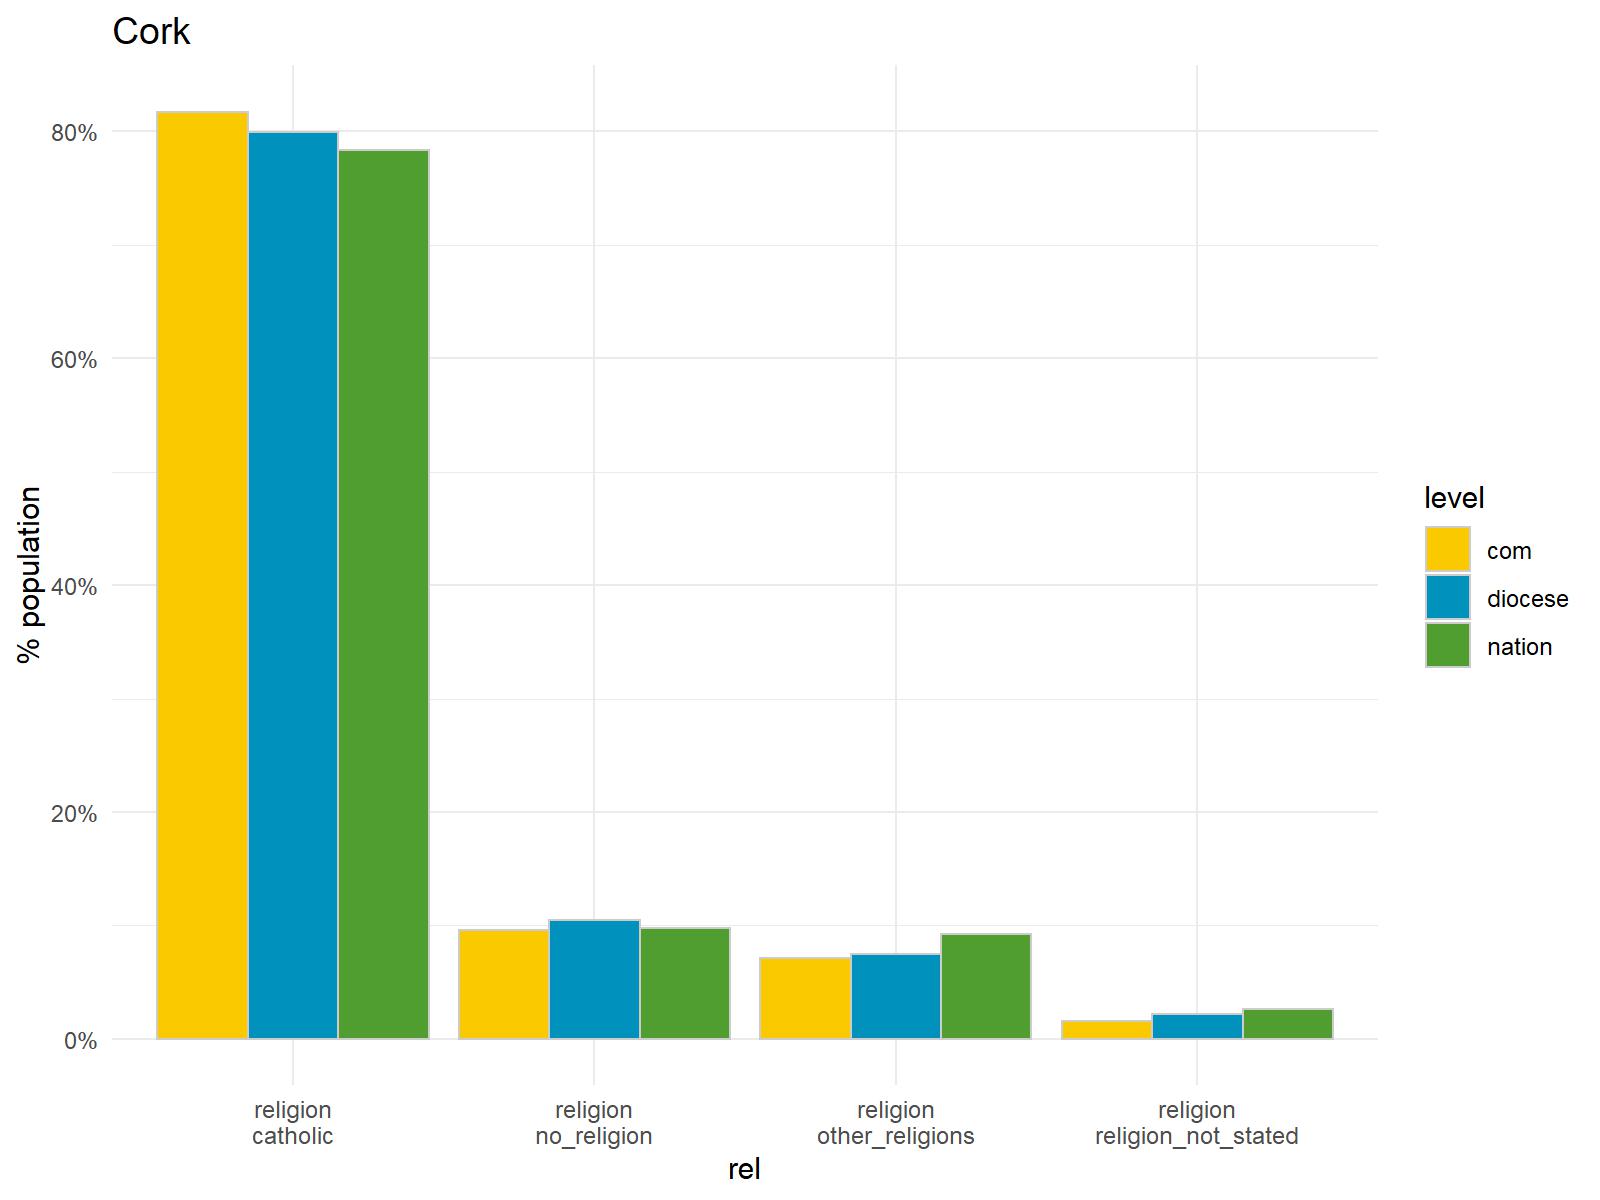 Cork
% population
80%
60%
40%
20%
0%
religion
catholic
religion
no_religion
religion
other_religions
religion
religion_not_stated
rel
level
com
diocese
nation